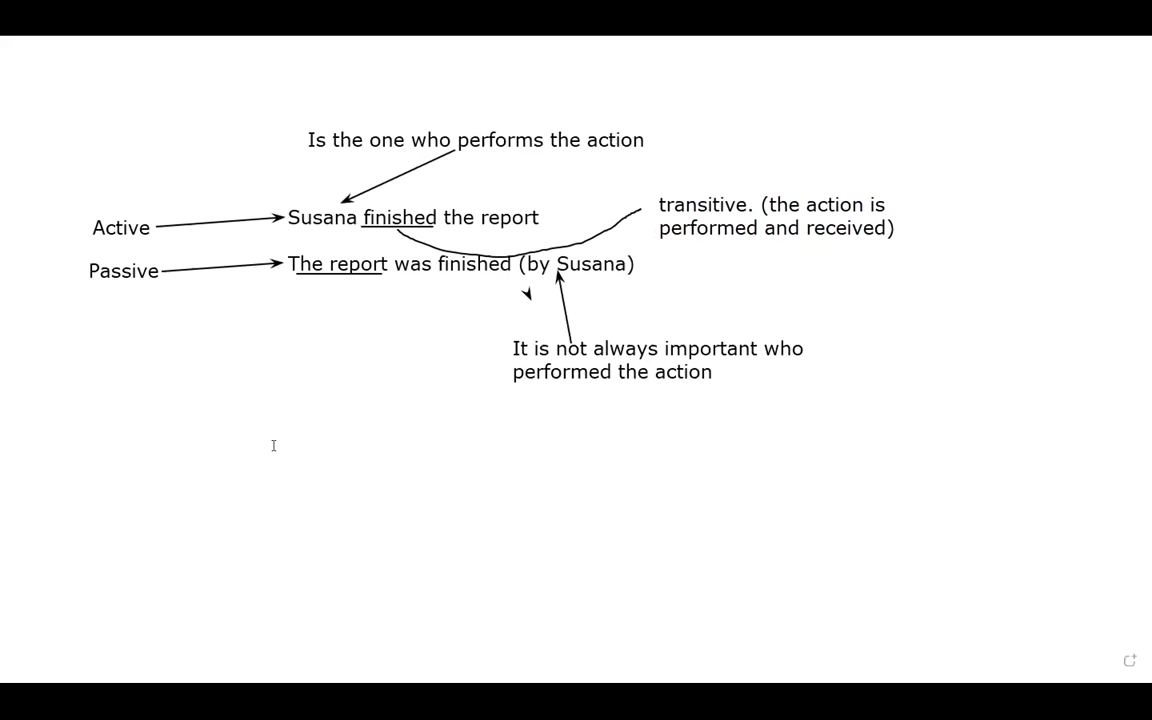 Is the one who performs the action
transitive. (the action is
performed and received)
Active
Susana finished the report
Passive
The report was finished (by Susana)
It is not always important who
performed the action